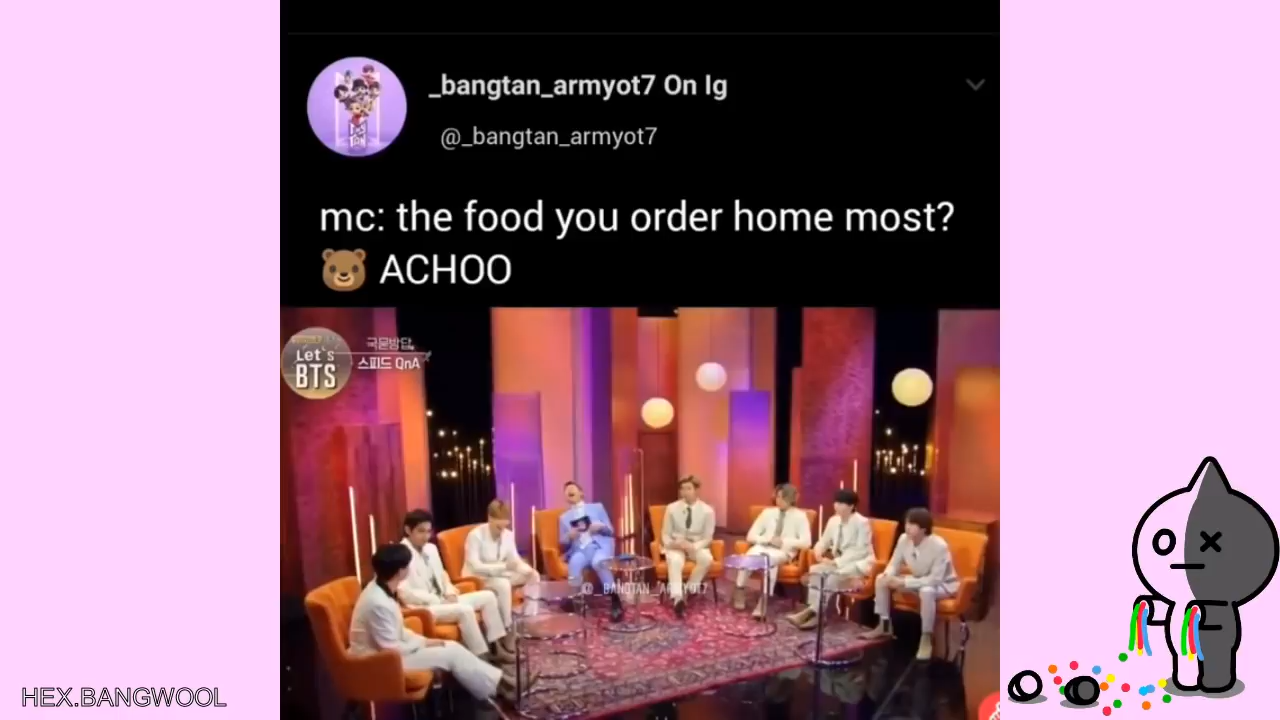 _bangtan_armyot7 On Ig
@_bangtan_armyot7
mc: the food you order home most?
🐻 ACHOO
Let's
BTS
국문방답
스피드 QnA
@_BANGTAN_ARMYOT7
HEX.BANGWOOL